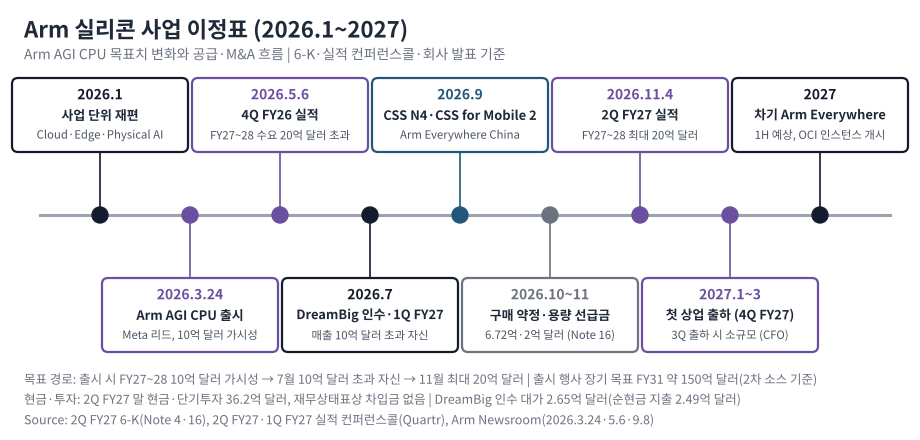 Arm 실리콘 사업 이정표 (2026.1~2027)
Arm AGI CPU 목표치 변화와 공급·M&A 흐름 | 6-K·실적 컨퍼런스콜·회사 발표 기준
2026.1
사업 단위 재편
Cloud·Edge·Physical AI
2026.5.6
4Q FY26 실적
FY27~28 수요 20억 달러 초과
2026.9
CSS N4·CSS for Mobile 2
Arm Everywhere China
2026.11.4
2Q FY27 실적
FY27~28 최대 20억 달러
2027
차기 Arm Everywhere
1H 예상, OCI 인스턴스 개시
2026.3.24
Arm AGI CPU 출시
Meta 리드, 10억 달러 가시성
2026.7
DreamBig 인수·1Q FY27
매출 10억 달러 초과 자신
2026.10~11
구매 약정·용량 선급금
6.72억·2억 달러 (Note 16)
2027.1~3
첫 상업 출하 (4Q FY27)
3Q 출하 시 소규모 (CFO)
목표 경로: 출시 시 FY27~28 10억 달러 가시성 → 7월 10억 달러 초과 자신 → 11월 최대 20억 달러 | 출시 행사 장기 목표 FY31 약 150억 달러(2차 소스 기준)
현금·투자: 2Q FY27 말 현금·단기투자 36.2억 달러, 재무상태표상 차입금 없음 | DreamBig 인수 대가 2.65억 달러(순현금 지출 2.49억 달러)
Source: 2Q FY27 6-K(Note 4·16), 2Q FY27·1Q FY27 실적 컨퍼런스콜(Quartr), Arm Newsroom(2026.3.24·5.6·9.8)